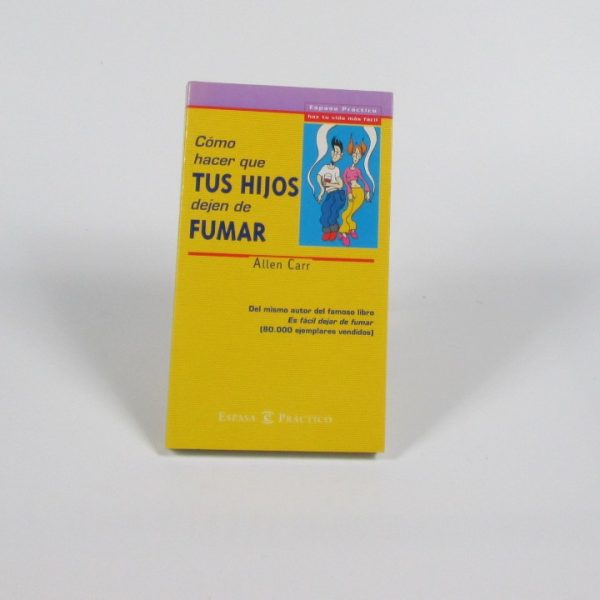 Espasa Práctico
haz tu vida más fácil
Cómo
hacer que
TUS HIJOS
dejen de
FUMAR
Allen Carr
Del mismo autor del famoso libro
Es fácil dejar de fumar
(80.000 ejemplares vendidos)
ESPASA PRÁCTICO